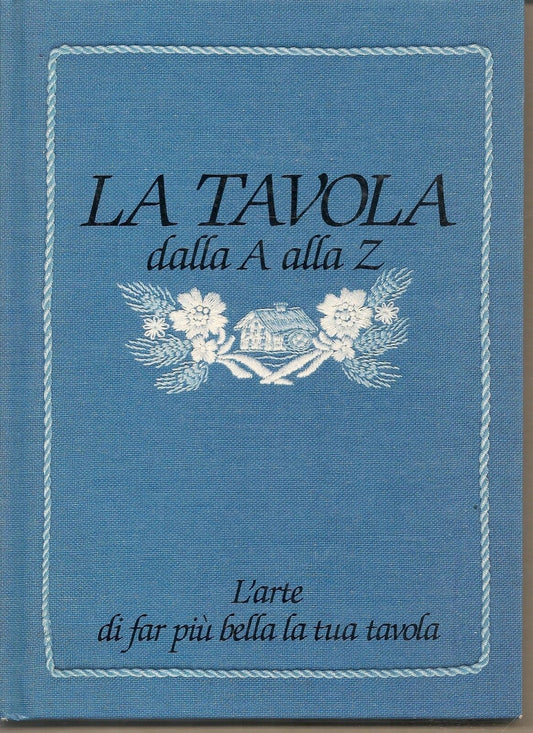 LA TAVOLA
dalla A alla Z
L'arte
di far più bella la tua tavola